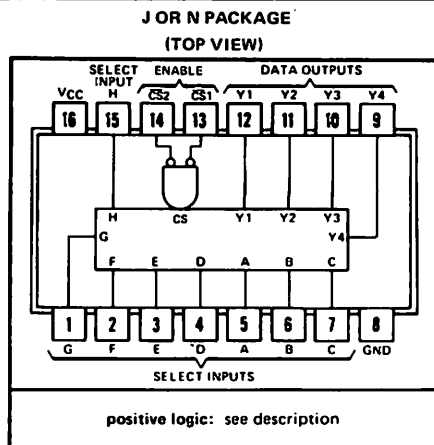 J OR N PACKAGE
(TOP VIEW)
SELECT INPUT ENABLE DATA OUTPUTS
VCC H CS2 CS1 Y1 Y2 Y3 Y4
16 15 14 13 12 11 10 9
H CS Y1 Y2 Y3
G Y4
F E D A B C
1 2 3 4 5 6 7 8
G F E D A B C GND
SELECT INPUTS
positive logic: see description